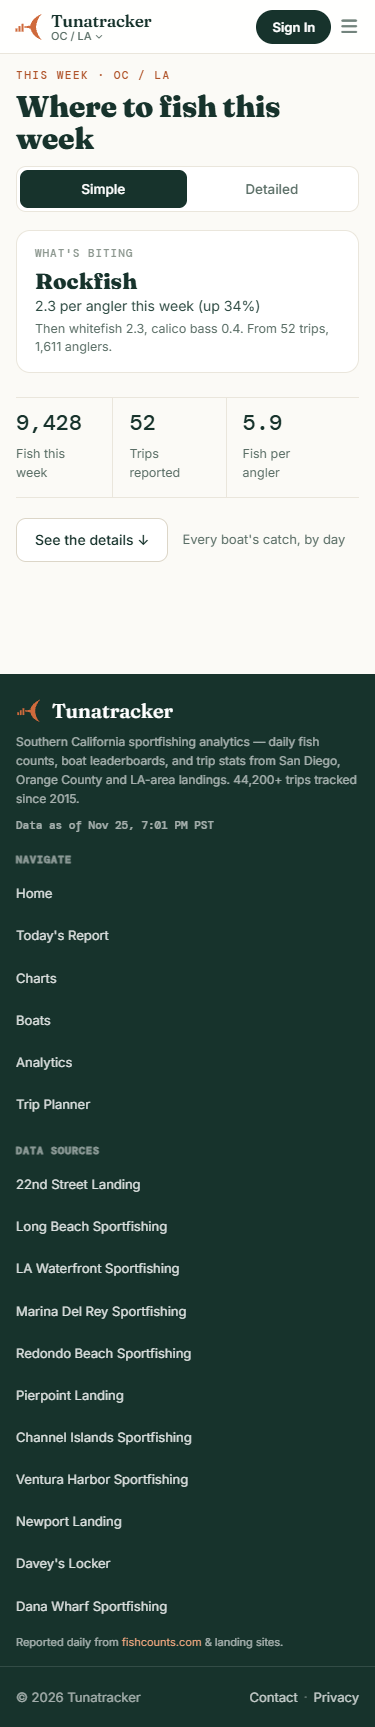 Tunatracker
OC / LA
Sign In
THIS WEEK · OC / LA
Where to fish this
week
Simple
Detailed
WHAT'S BITING
Rockfish
2.3 per angler this week (up 34%)
Then whitefish 2.3, calico bass 0.4. From 52 trips,
1,611 anglers.
9,428
Fish this
week
52
Trips
reported
5.9
Fish per
angler
See the details ↓
Every boat's catch, by day
Tunatracker
Southern California sportfishing analytics — daily fish
counts, boat leaderboards, and trip stats from San Diego,
Orange County and LA-area landings. 44,200+ trips tracked
since 2015.
Data as of Nov 25, 7:01 PM PST
NAVIGATE
Home
Today's Report
Charts
Boats
Analytics
Trip Planner
DATA SOURCES
22nd Street Landing
Long Beach Sportfishing
LA Waterfront Sportfishing
Marina Del Rey Sportfishing
Redondo Beach Sportfishing
Pierpoint Landing
Channel Islands Sportfishing
Ventura Harbor Sportfishing
Newport Landing
Davey's Locker
Dana Wharf Sportfishing
Reported daily from fishcounts.com & landing sites.
© 2026 Tunatracker
Contact · Privacy